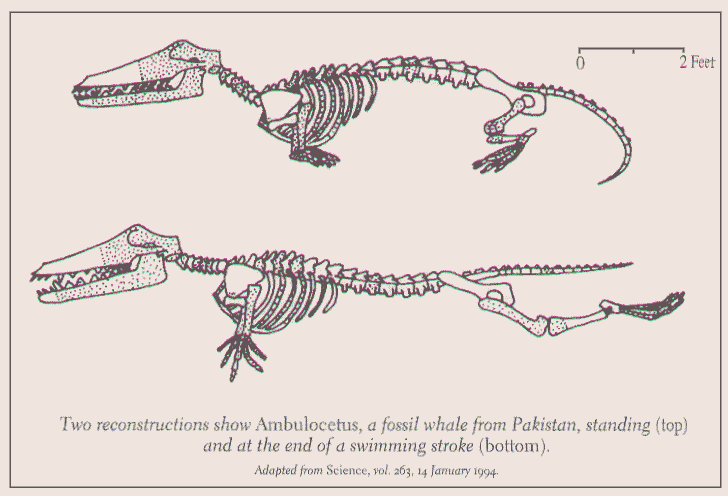 0 2 Feet
Two reconstructions show Ambulocetus, a fossil whale from Pakistan, standing (top)
and at the end of a swimming stroke (bottom).
Adapted from Science, vol. 263, 14 January 1994.